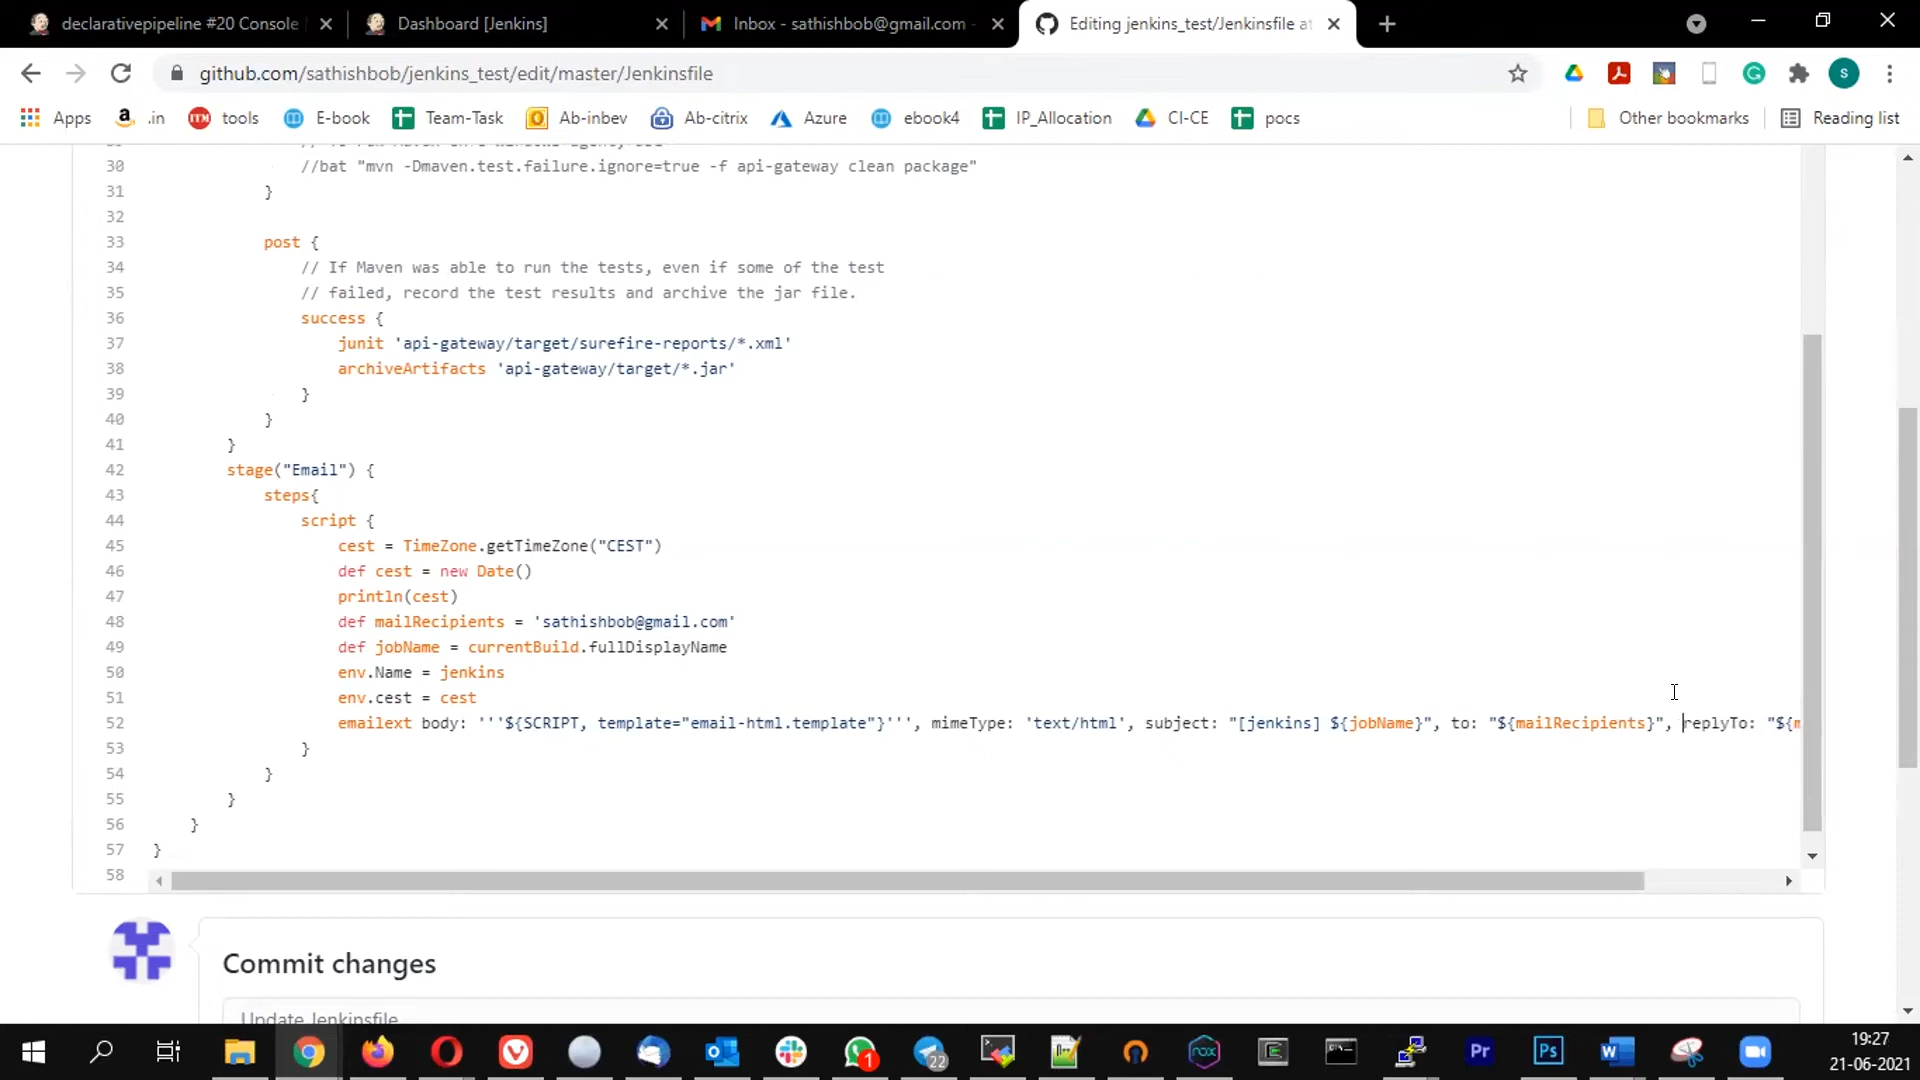 declarativepipeline #20 Console
Dashboard [Jenkins]
Inbox - sathishbob@gmail.com -
Editing jenkins_test/Jenkinsfile at
github.com/sathishbob/jenkins_test/edit/master/Jenkinsfile
S
Apps
.in
tools
E-book
Team-Task
Ab-inbev
Ab-citrix
Azure
ebook4
IP_Allocation
CI-CE
pocs
Other bookmarks
Reading list
30 //bat "mvn -Dmaven.test.failure.ignore=true -f api-gateway clean package"
31 }
32
33 post {
34 // If Maven was able to run the tests, even if some of the test
35 // failed, record the test results and archive the jar file.
36 success {
37 junit 'api-gateway/target/surefire-reports/*.xml'
38 archiveArtifacts 'api-gateway/target/*.jar'
39 }
40 }
41 }
42 stage("Email") {
43 steps{
44 script {
45 cest = TimeZone.getTimeZone("CEST")
46 def cest = new Date()
47 println(cest)
48 def mailRecipients = 'sathishbob@gmail.com'
49 def jobName = currentBuild.fullDisplayName
50 env.Name = jenkins
51 env.cest = cest
52 emailext body: '''${SCRIPT, template="email-html.template"}''', mimeType: 'text/html', subject: "[jenkins] ${jobName}", to: "${mailRecipients}", replyTo: "${m
53 }
54 }
55 }
56 }
57 }
58
Commit changes
Update Jenkinsfile
1
22
nox
Pr
Ps
W
19:27
21-06-2021